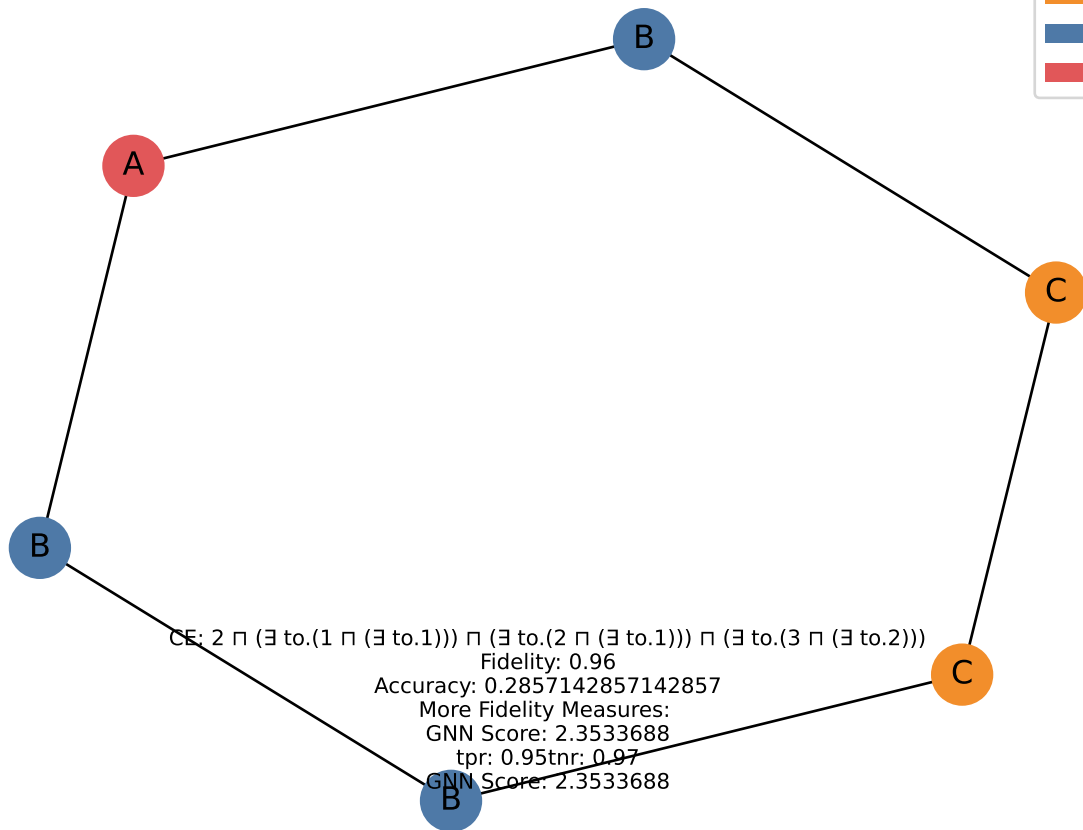 B
A
C
B
CE: 2 ⊓ (∃ to.(1 ⊓ (∃ to.1))) ⊓ (∃ to.(2 ⊓ (∃ to.1))) ⊓ (∃ to.(3 ⊓ (∃ to.2)))
Fidelity: 0.96
C
Accuracy: 0.2857142857142857
More Fidelity Measures:
GNN Score: 2.3533688
tpr: 0.95tnr: 0.97
GNN Score: 2.3533688
B